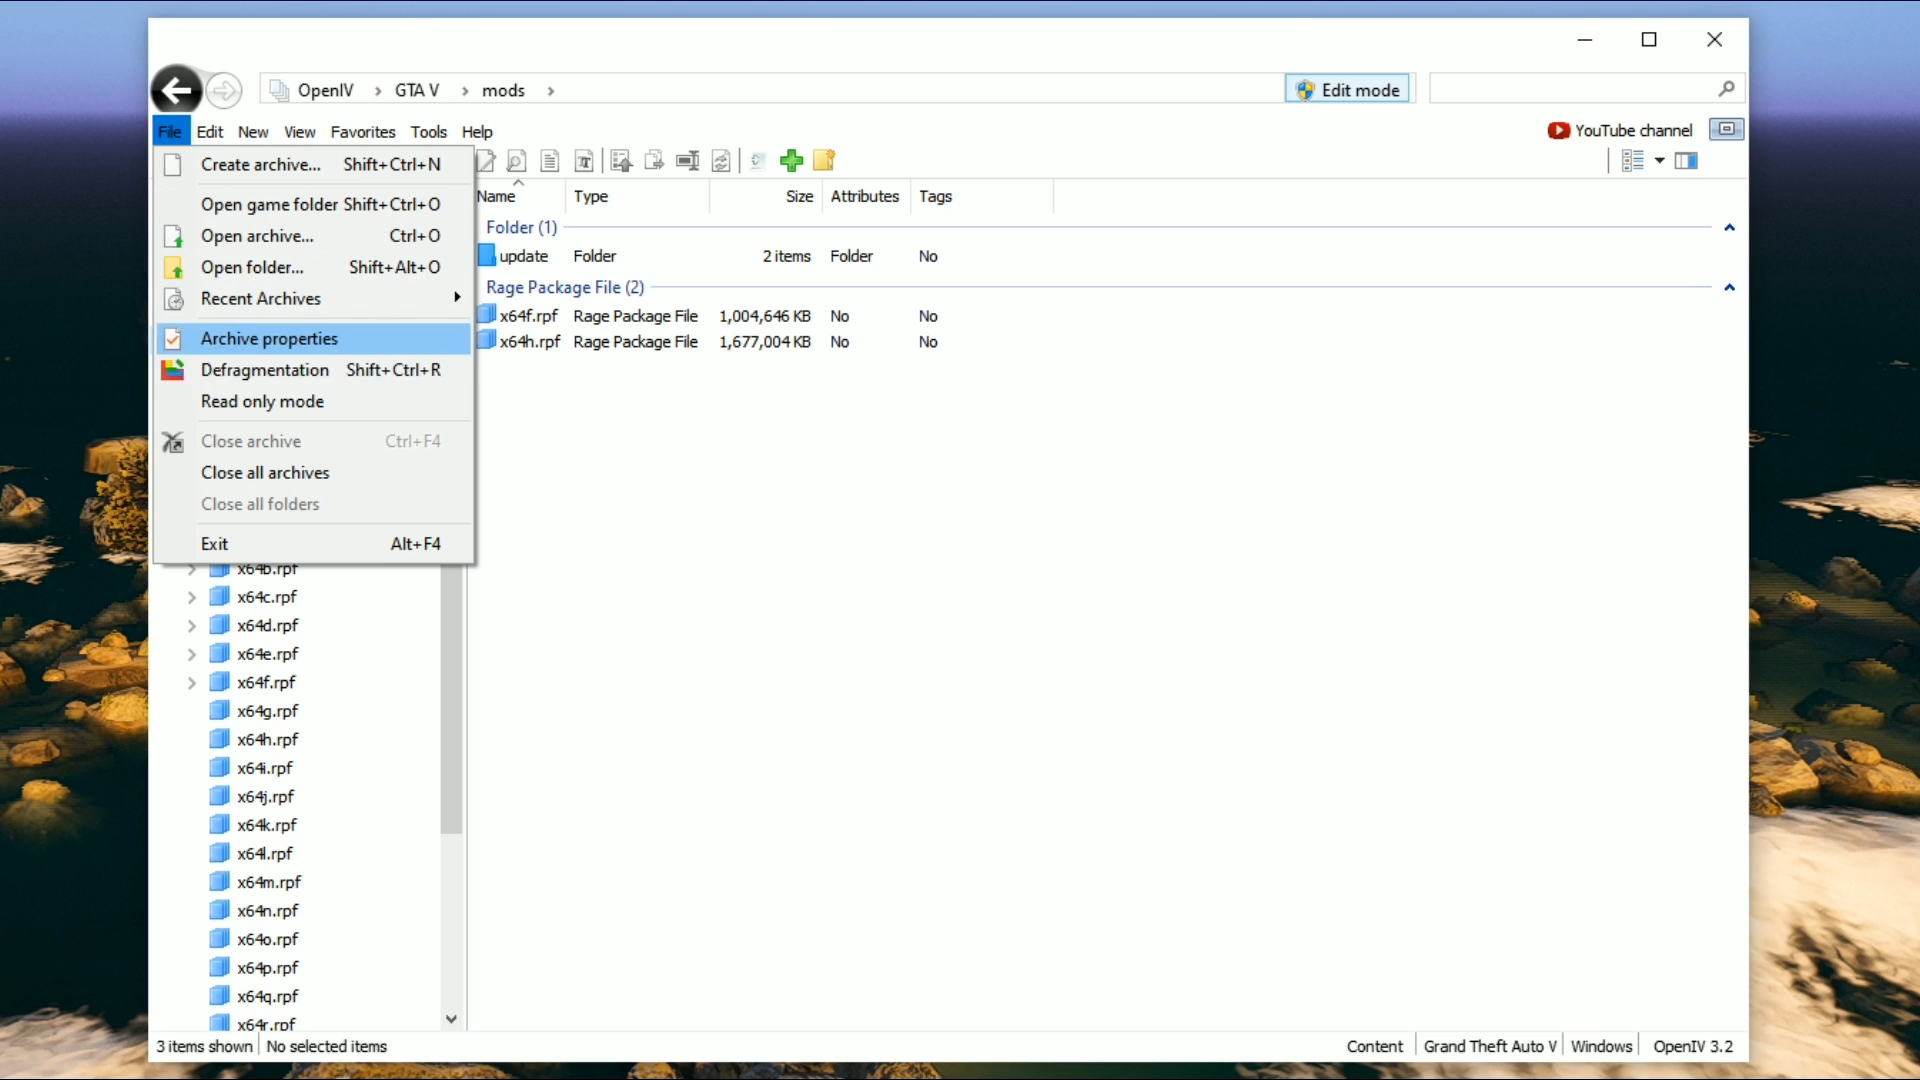 OpenIV > GTA V > mods >
Edit mode
File Edit New View Favorites Tools Help
YouTube channel
Create archive... Shift+Ctrl+N
Open game folder Shift+Ctrl+O
Open archive... Ctrl+O
Open folder... Shift+Alt+O
Recent Archives
Archive properties
Defragmentation Shift+Ctrl+R
Read only mode
Close archive Ctrl+F4
Close all archives
Close all folders
Exit Alt+F4
Name Type Size Attributes Tags
Folder (1)
update Folder 2 items Folder No
Rage Package File (2)
x64f.rpf Rage Package File 1,004,646 KB No No
x64h.rpf Rage Package File 1,677,004 KB No No
x64b.rpf
x64c.rpf
x64d.rpf
x64e.rpf
x64f.rpf
x64g.rpf
x64h.rpf
x64i.rpf
x64j.rpf
x64k.rpf
x64l.rpf
x64m.rpf
x64n.rpf
x64o.rpf
x64p.rpf
x64q.rpf
x64r.rpf
3 items shown No selected items
Content Grand Theft Auto V Windows OpenIV 3.2